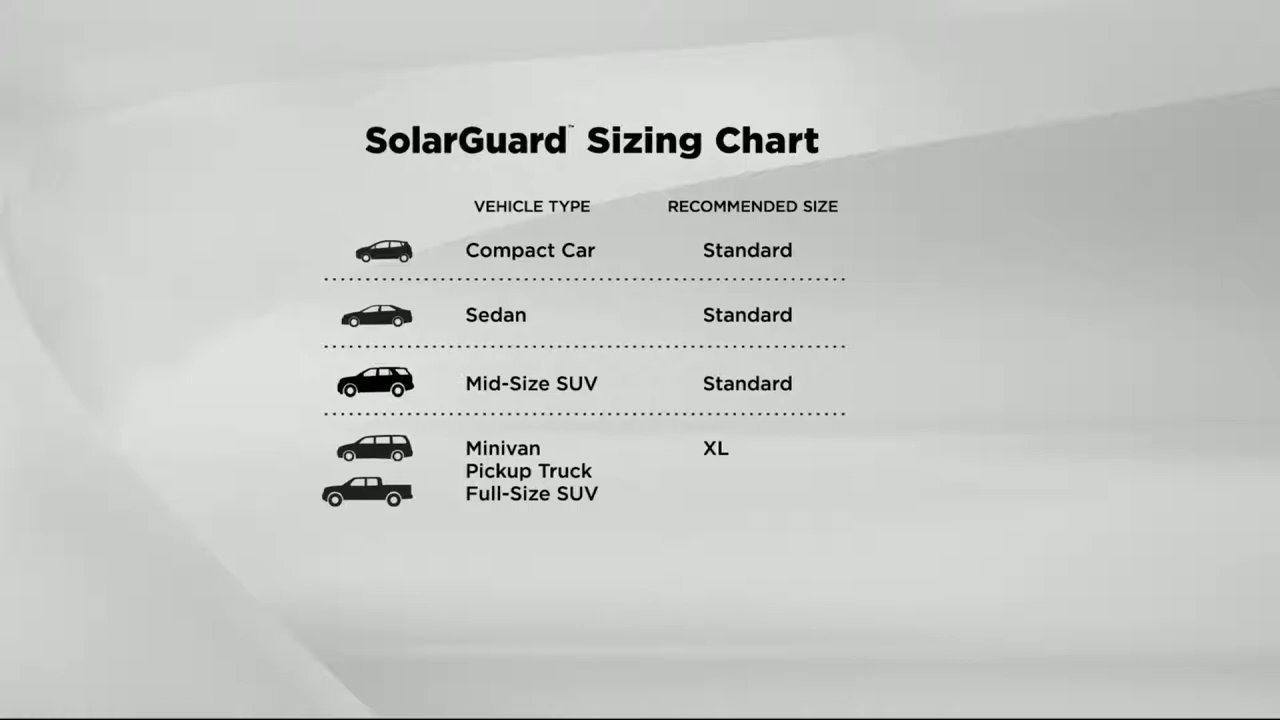 SolarGuard™ Sizing Chart
VEHICLE TYPE RECOMMENDED SIZE
Compact Car Standard
Sedan Standard
Mid-Size SUV Standard
Minivan XL
Pickup Truck
Full-Size SUV